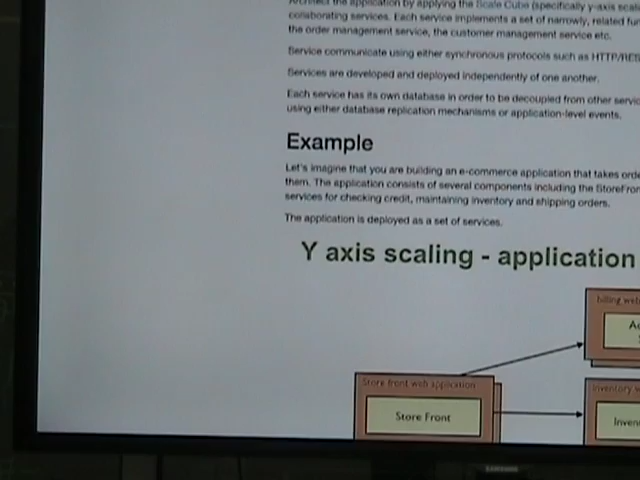 Architect the application by applying the Scale Cube (specifically y-axis scal
collaborating services. Each service implements a set of narrowly, related fu
the order management service, the customer management service etc.
Service communicate using either synchronous protocols such as HTTP/RES
Services are developed and deployed independently of one another.
Each service has its own database in order to be decoupled from other servic
using either database replication mechanisms or application-level events.
Example
Let's imagine that you are building an e-commerce application that takes orde
them. The application consists of several components including the StoreFron
services for checking credit, maintaining inventory and shipping orders.
The application is deployed as a set of services.
Y axis scaling - application
billing web
Ac
Store front web application
Inventory w
Store Front
Inven
SAMSUNG